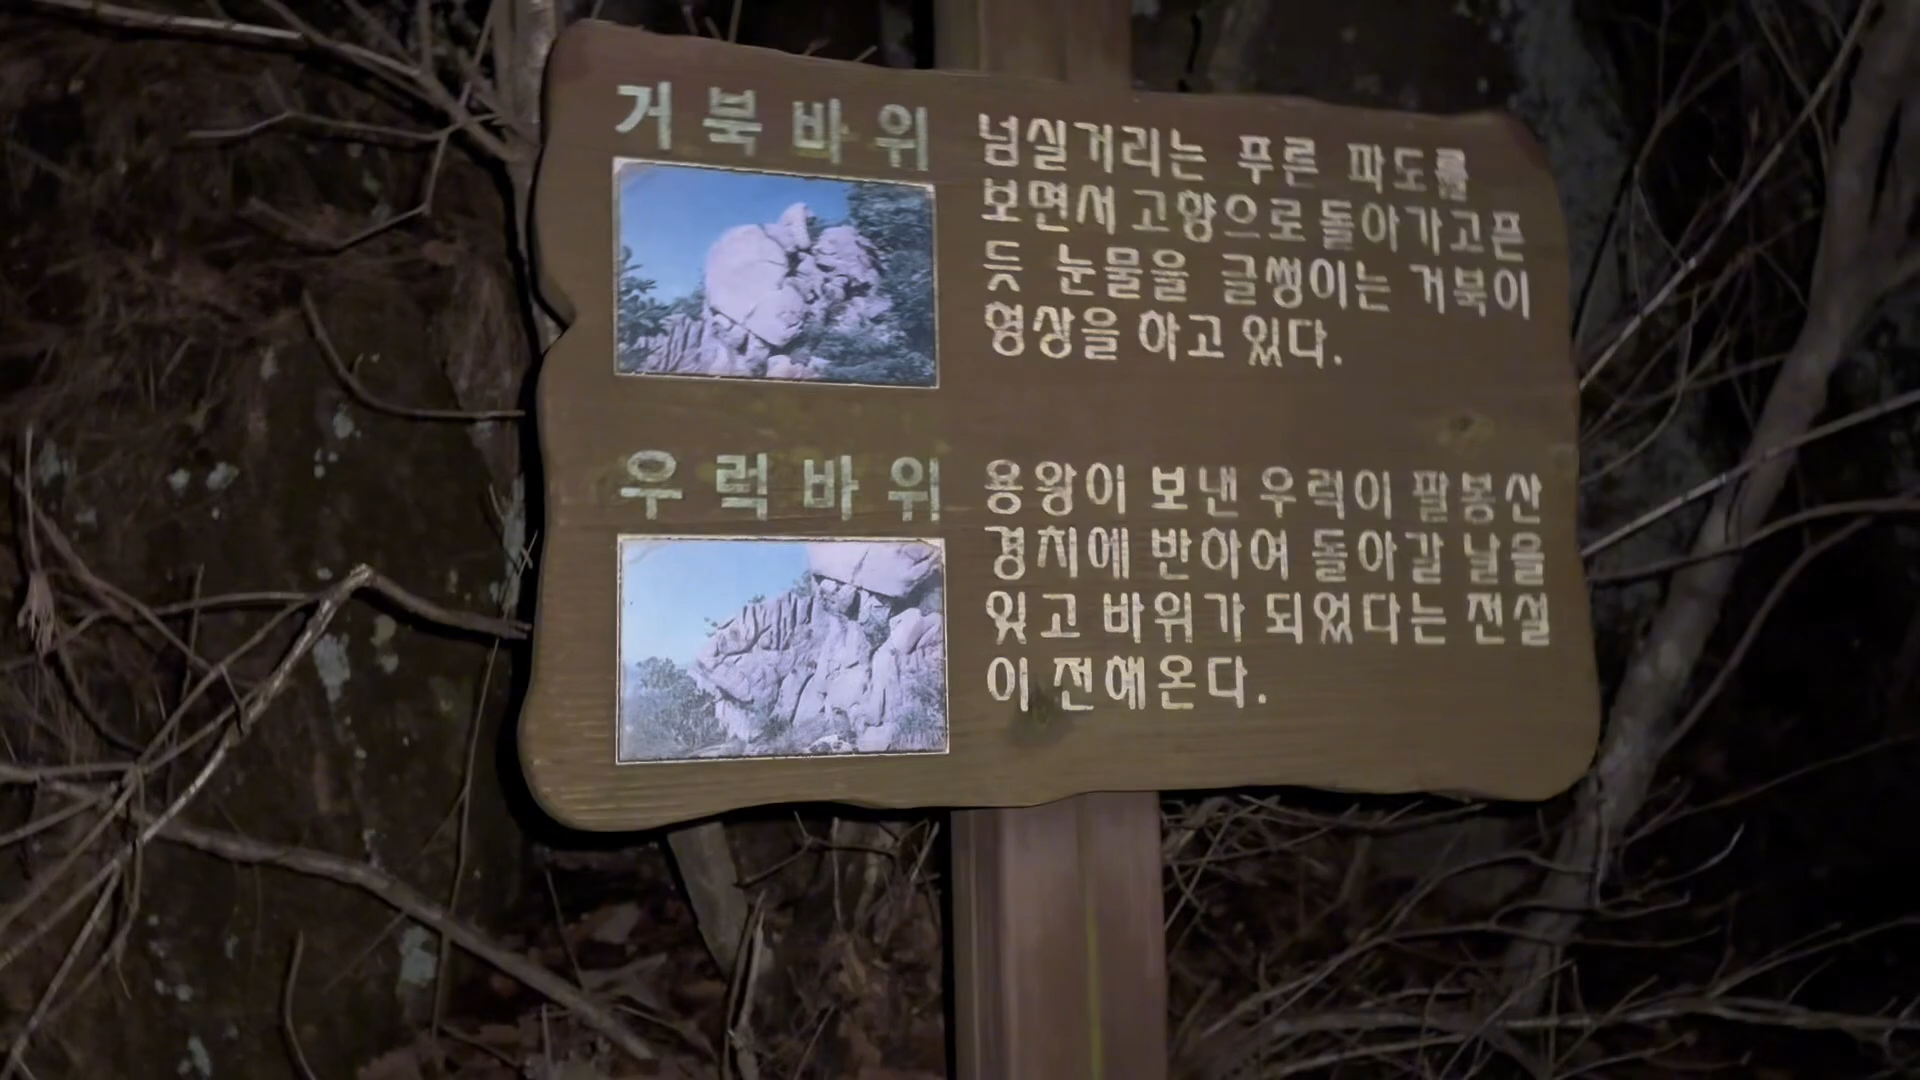 거북바위
넘실거리는 푸른 파도를
보면서 고향으로 돌아가고픈
듯 눈물을 글썽이는 거북이
형상을 하고 있다.
우럭바위
용왕이 보낸 우럭이 팔봉산
경치에 반하여 돌아갈 날을
잊고 바위가 되었다는 전설
이 전해온다.